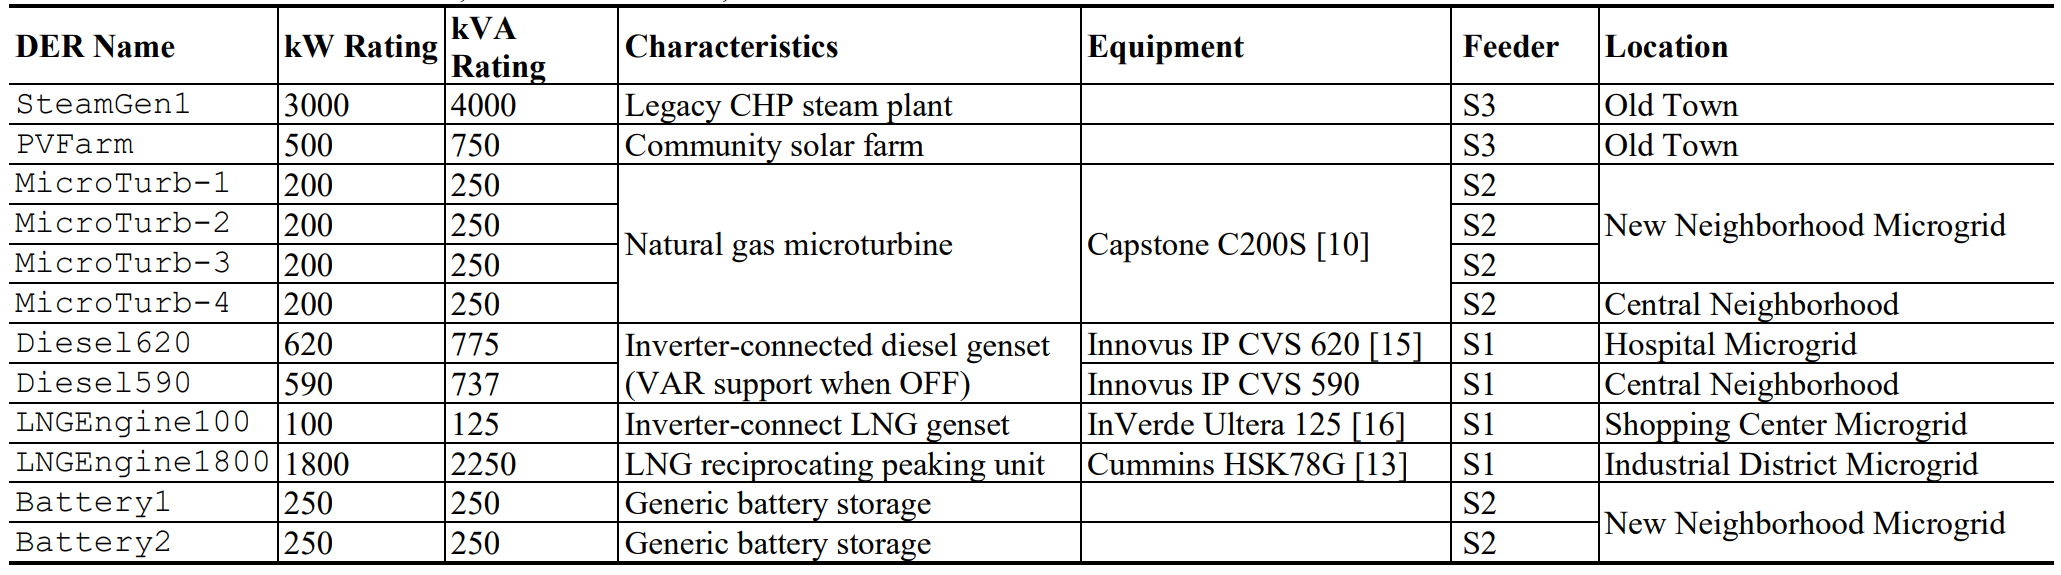 DER Name kW Rating kVA Rating Characteristics Equipment Feeder Location
SteamGen1 3000 4000 Legacy CHP steam plant S3 Old Town
PVFarm 500 750 Community solar farm S3 Old Town
MicroTurb-1 200 250 Natural gas microturbine Capstone C200S [10] S2 New Neighborhood Microgrid
MicroTurb-2 200 250 S2
MicroTurb-3 200 250 S2
MicroTurb-4 200 250 S2 Central Neighborhood
Diesel620 620 775 Inverter-connected diesel genset (VAR support when OFF) Innovus IP CVS 620 [15] S1 Hospital Microgrid
Diesel590 590 737 Innovus IP CVS 590 S1 Central Neighborhood
LNGEngine100 100 125 Inverter-connect LNG genset InVerde Ultera 125 [16] S1 Shopping Center Microgrid
LNGEngine1800 1800 2250 LNG reciprocating peaking unit Cummins HSK78G [13] S1 Industrial District Microgrid
Battery1 250 250 Generic battery storage S2 New Neighborhood Microgrid
Battery2 250 250 Generic battery storage S2